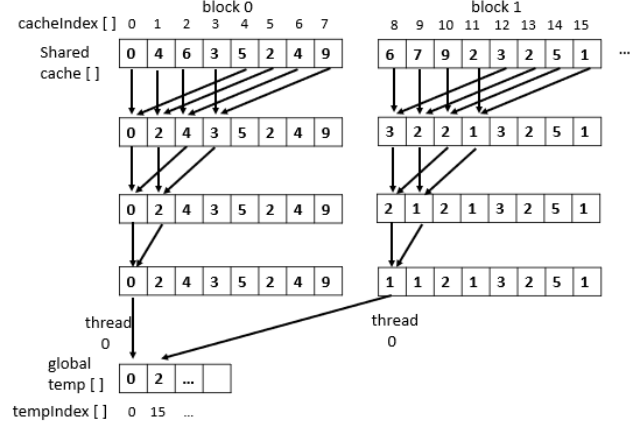 block 0 block 1
cacheIndex [ ] 0 1 2 3 4 5 6 7 8 9 10 11 12 13 14 15
Shared
cache [ ]
0 4 6 3 5 2 4 9 6 7 9 2 3 2 5 1 ...
0 2 4 3 5 2 4 9 3 2 2 1 3 2 5 1
0 2 4 3 5 2 4 9 2 1 2 1 3 2 5 1
0 2 4 3 5 2 4 9 1 1 2 1 3 2 5 1
thread
0
thread
0
global
temp [ ]
0 2 ...
tempIndex [ ] 0 15 ...